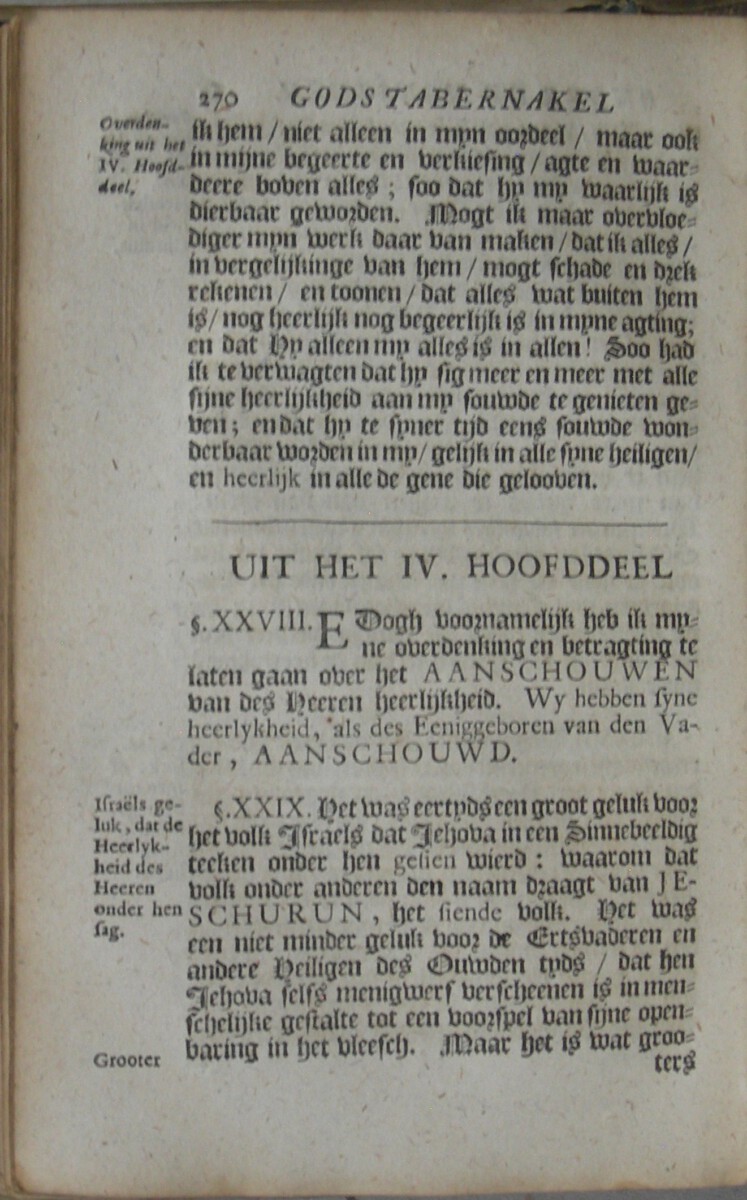 270 GODS TABERNAKEL
Overden-
king uit het
IV. Hoofd-
deel.
ik hem / niet alleen in myn oordeel / maar ook
in mijne begeerte en verkiesing / agte en waar-
deere boven alles ; soo dat hy my waarlijk is
dierbaar geworden. Mogt ik maar overvloe-
diger myn werk daar van maken / dat ik alles /
in vergelijkinge van hem / mogt schade en drek
rekenen / en toonen / dat alles wat buiten hem
is / nog heerlijk nog begeerlijk is in myne agting;
en dat Hy alleen my alles is in allen! Soo had
ik te verwagten dat hy sig meer en meer met alle
sijne heerlijkheid aan my souwde te genieten ge-
ven ; en dat hy te syner tijd eens souwde won-
derbaar worden in my / gelijk in alle syne heiligen /
en heerlijk in alle de gene die gelooven.
UIT HET IV. HOOFDDEEL
§. XXVIII. EDogh voornamelijk heb ik my-
ne overdenking en betragting te
laten gaan over het AANSCHOUWEN
van des Heeren heerlijkheid. Wy hebben syne
heerlykheid, als des Eeniggeboren van den Va-
der, AANSCHOUWD.
Israëls ge-
luk, dat de
Heerlyk-
heid des
Heeren
onder hen
sag.
§. XXIX. Het was eertyds een groot geluk voor
het volk Israels dat Jehova in een Sinnebeeldig
teeken onder hen gesien wierd : waarom dat
volk onder anderen den naam draagt van JE-
SCHURUN, het siende volk. Het was
een niet minder geluk voor de Ertsvaderen en
andere Heiligen des Ouwden tyds / dat hen
Jehova selfs menigwerf verscheenen is in men-
schelijke gestalte tot een voorspel van sijne open-
baring in het vleesch. Maar het is wat groo-
Grooter
ters